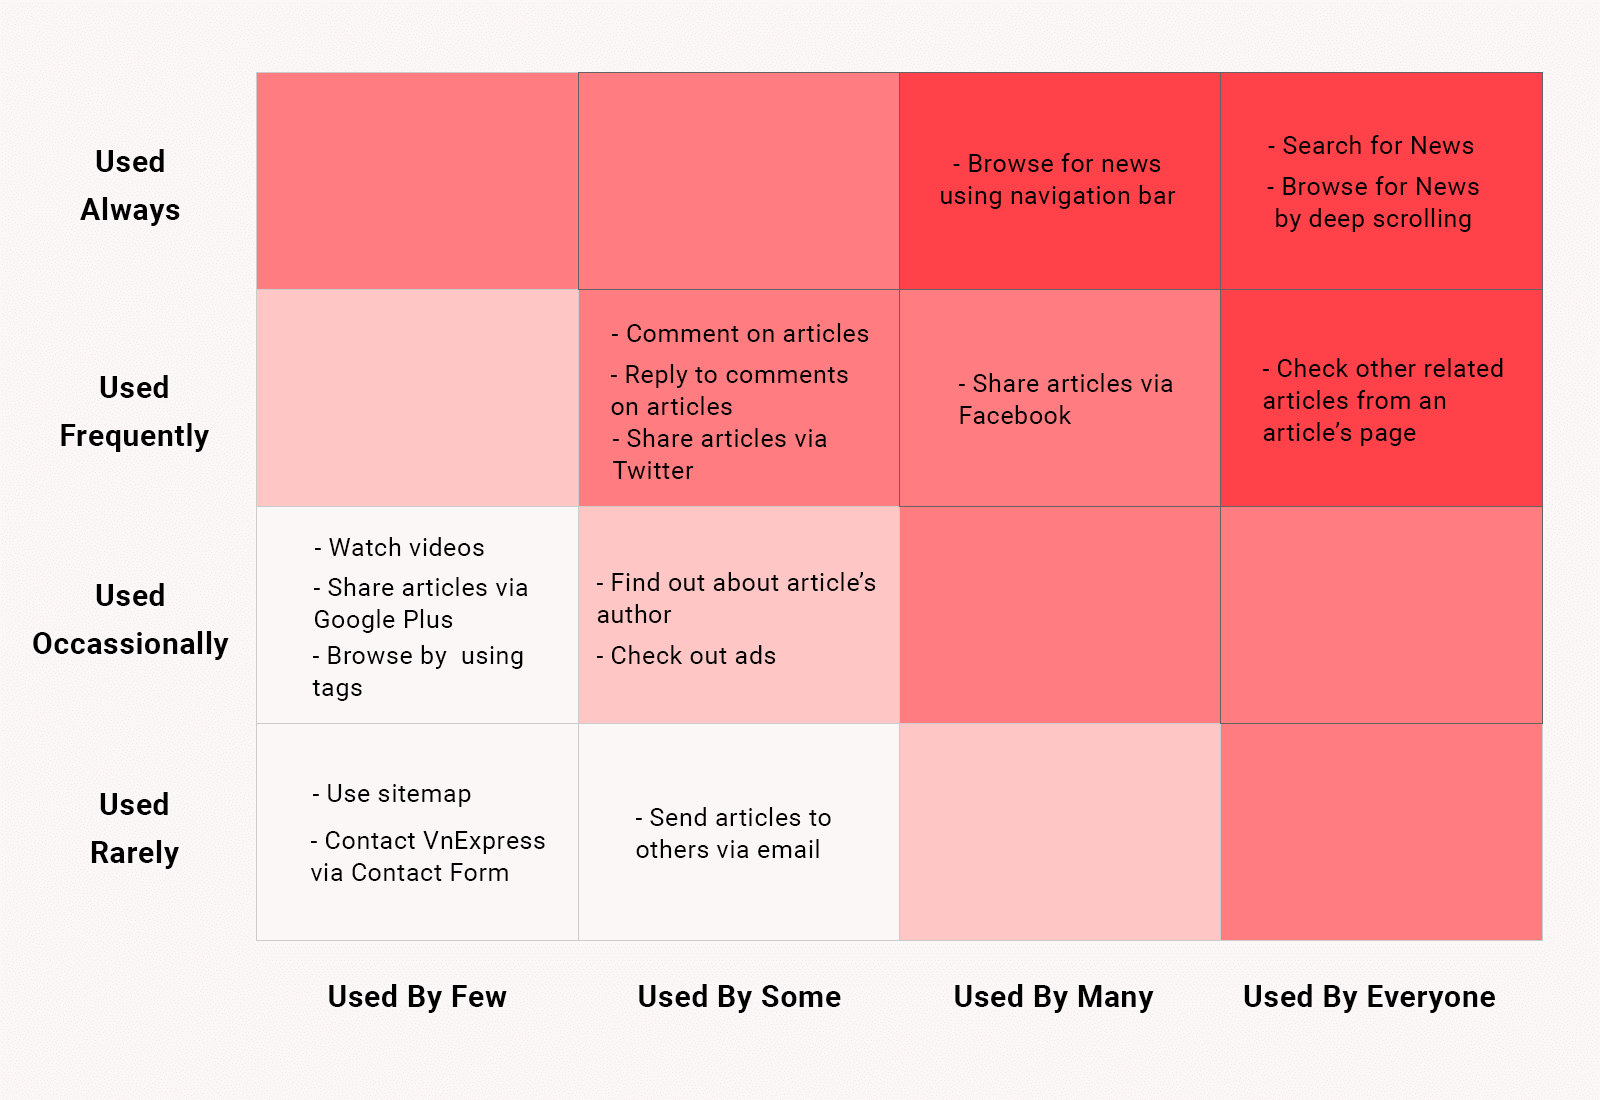 Used
Always
- Browse for news
using navigation bar
- Search for News
- Browse for News
by deep scrolling
Used
Frequently
- Comment on articles
- Reply to comments
on articles
- Share articles via
Twitter
- Share articles via
Facebook
- Check other related
articles from an
article’s page
Used
Occassionally
- Watch videos
- Share articles via
Google Plus
- Browse by  using
tags
- Find out about article’s
author
- Check out ads
Used
Rarely
- Use sitemap
- Contact VnExpress
via Contact Form
- Send articles to
others via email
Used By Few
Used By Some
Used By Many
Used By Everyone